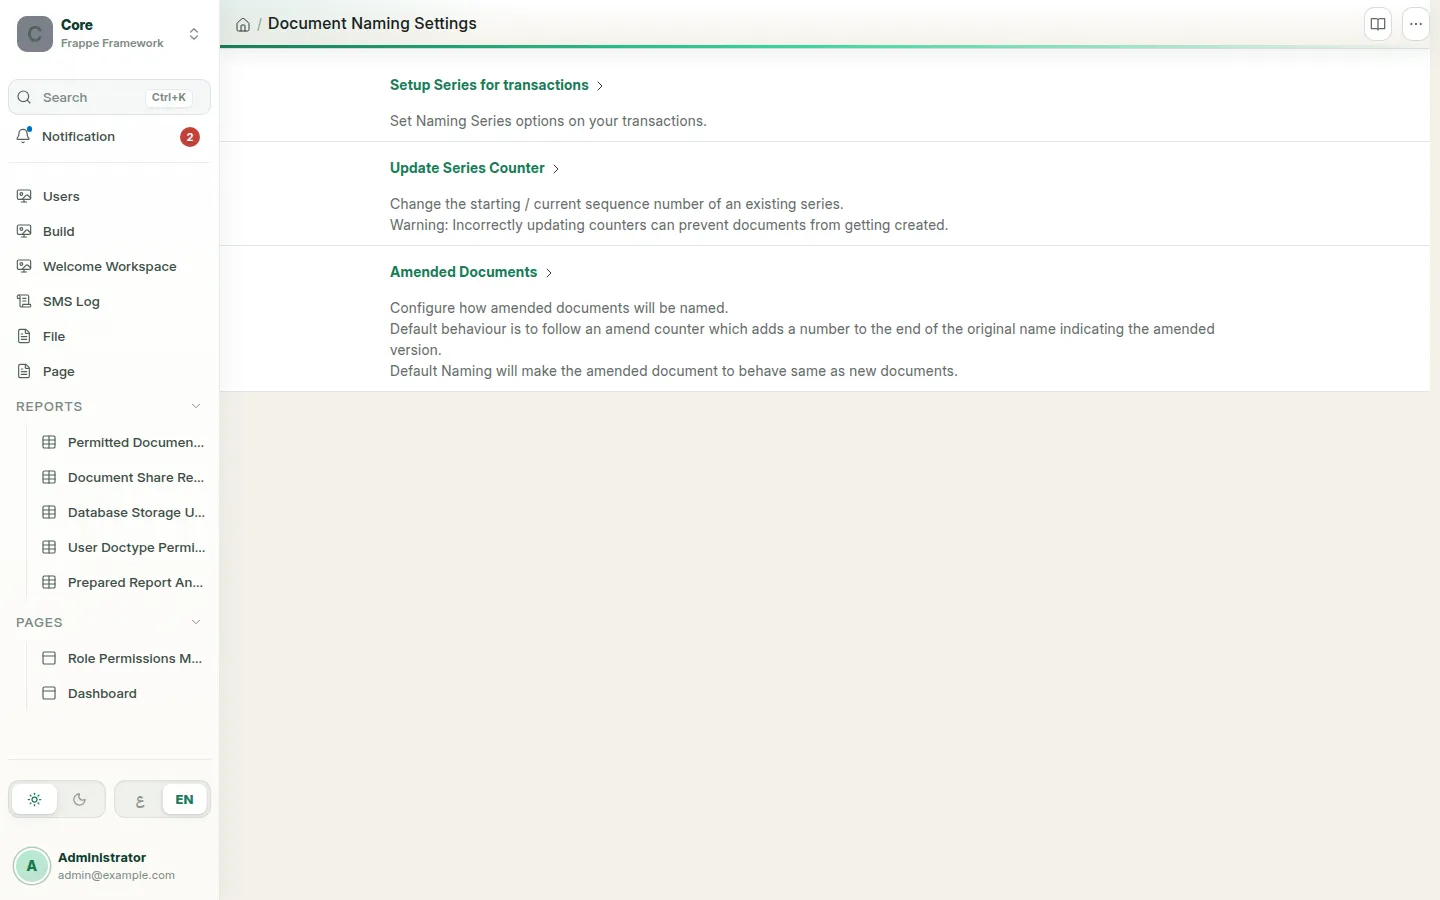 C
Core
Frappe Framework
Search
Ctrl+K
Notification
2
Users
Build
Welcome Workspace
SMS Log
File
Page
REPORTS
Permitted Documen...
Document Share Re...
Database Storage U...
User Doctype Permi...
Prepared Report An...
PAGES
Role Permissions M...
Dashboard
ع
EN
A
Administrator
admin@example.com
/ Document Naming Settings
Setup Series for transactions
Set Naming Series options on your transactions.
Update Series Counter
Change the starting / current sequence number of an existing series.
Warning: Incorrectly updating counters can prevent documents from getting created.
Amended Documents
Configure how amended documents will be named.
Default behaviour is to follow an amend counter which adds a number to the end of the original name indicating the amended
version.
Default Naming will make the amended document to behave same as new documents.